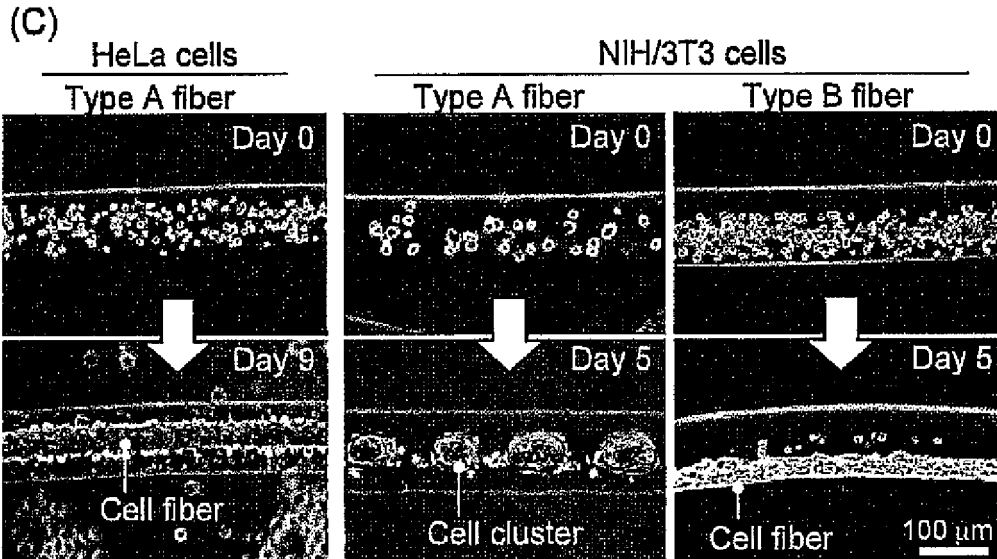 (C)
HeLa cells
NIH/3T3 cells
Type A fiber
Type A fiber
Type B fiber
Day 0
Day 0
Day 0
Day 9
Day 5
Day 5
Cell fiber
Cell cluster
Cell fiber
100 μm